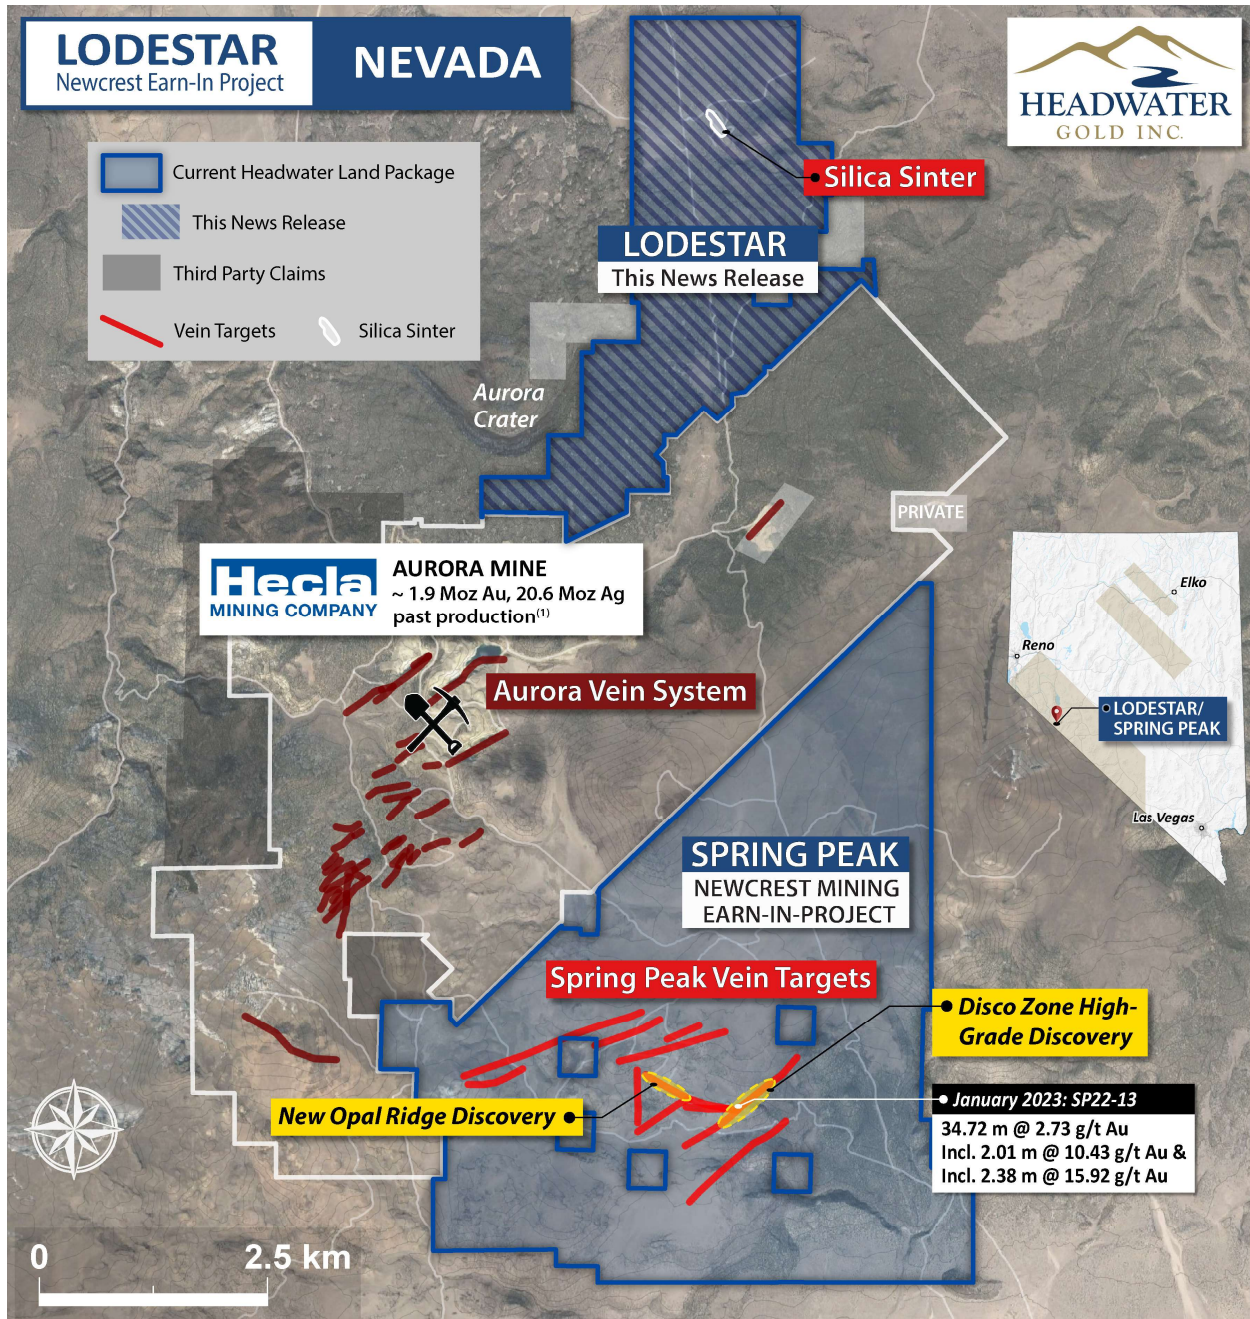 LODESTAR
Newcrest Earn-In Project
NEVADA
HEADWATER
GOLD INC.
Current Headwater Land Package
This News Release
Third Party Claims
Vein Targets
Silica Sinter
Silica Sinter
LODESTAR
This News Release
Aurora
Crater
PRIVATE
Hecla
MINING COMPANY
AURORA MINE
~ 1.9 Moz Au, 20.6 Moz Ag
past production(1)
Elko
Reno
LODESTAR/
SPRING PEAK
Las Vegas
Aurora Vein System
SPRING PEAK
NEWCREST MINING
EARN-IN-PROJECT
Spring Peak Vein Targets
Disco Zone High-
Grade Discovery
New Opal Ridge Discovery
January 2023: SP22-13
34.72 m @ 2.73 g/t Au
Incl. 2.01 m @ 10.43 g/t Au &
Incl. 2.38 m @ 15.92 g/t Au
0 2.5 km